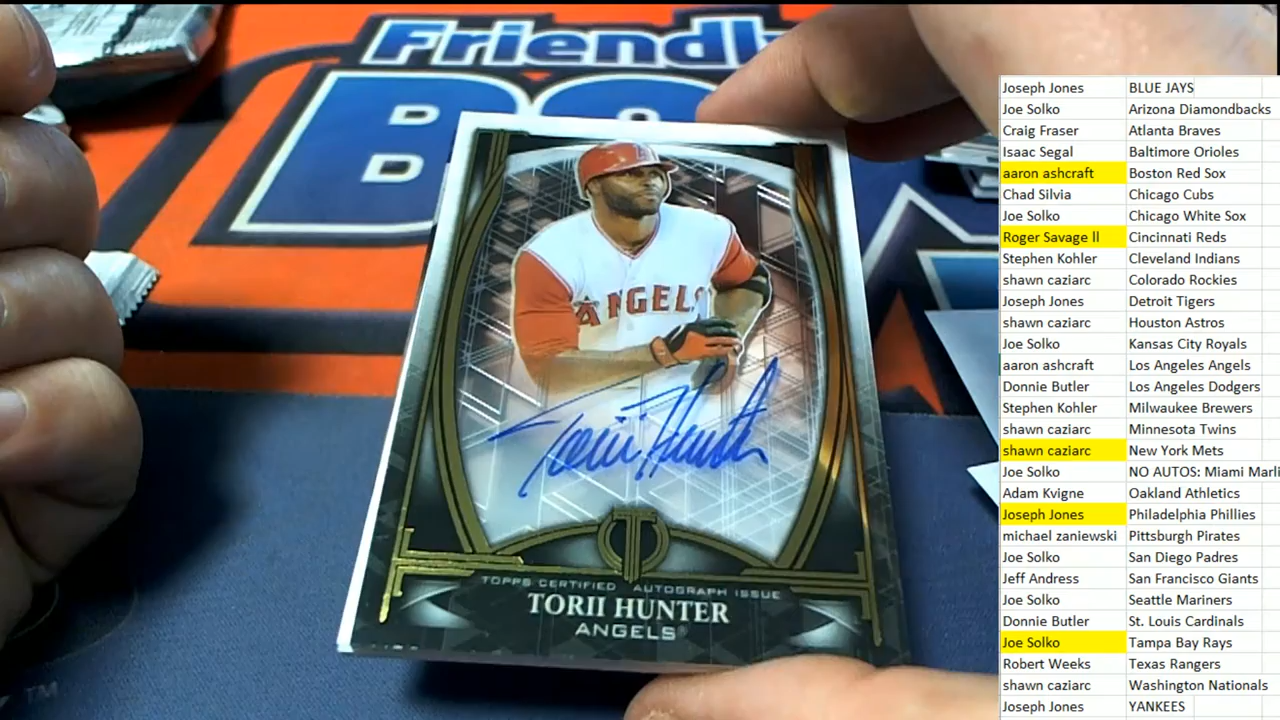 Friendly
TM
ANGELS
Torii Hunter
T
TOPPS CERTIFIED AUTOGRAPH ISSUE
TORII HUNTER
ANGELS®
Joseph Jones BLUE JAYS
Joe Solko Arizona Diamondbacks
Craig Fraser Atlanta Braves
Isaac Segal Baltimore Orioles
aaron ashcraft Boston Red Sox
Chad Silvia Chicago Cubs
Joe Solko Chicago White Sox
Roger Savage ll Cincinnati Reds
Stephen Kohler Cleveland Indians
shawn caziarc Colorado Rockies
Joseph Jones Detroit Tigers
shawn caziarc Houston Astros
Joe Solko Kansas City Royals
aaron ashcraft Los Angeles Angels
Donnie Butler Los Angeles Dodgers
Stephen Kohler Milwaukee Brewers
shawn caziarc Minnesota Twins
shawn caziarc New York Mets
Joe Solko NO AUTOS: Miami Marli
Adam Kvigne Oakland Athletics
Joseph Jones Philadelphia Phillies
michael zaniewski Pittsburgh Pirates
Joe Solko San Diego Padres
Jeff Andress San Francisco Giants
Joe Solko Seattle Mariners
Donnie Butler St. Louis Cardinals
Joe Solko Tampa Bay Rays
Robert Weeks Texas Rangers
shawn caziarc Washington Nationals
Joseph Jones YANKEES